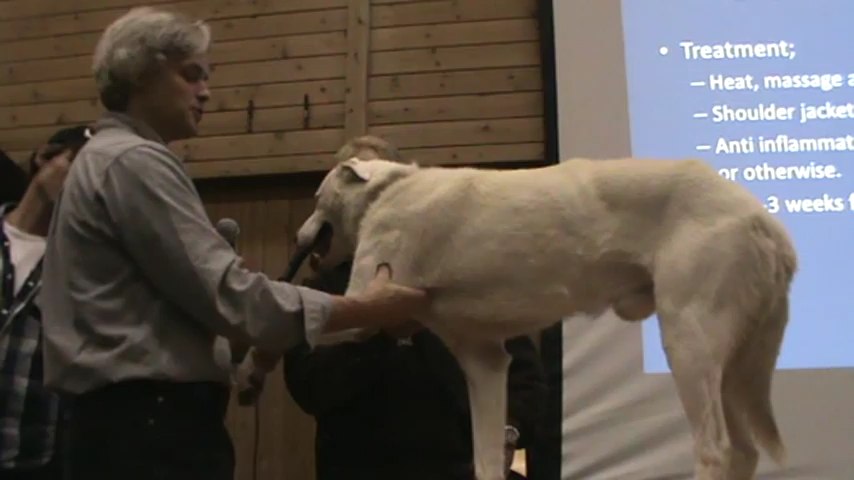 • Treatment;
– Heat, massage
– Shoulder jacket
– Anti inflammat
or otherwise.
-3 weeks